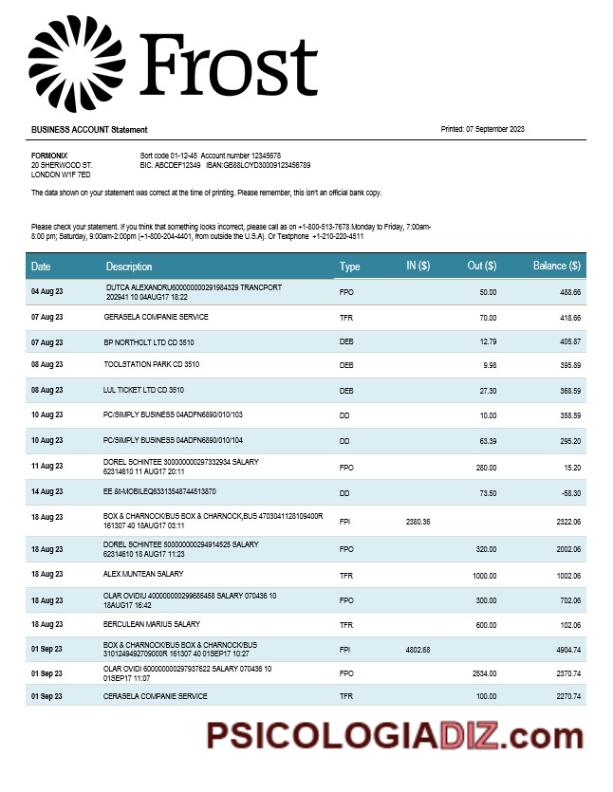 Frost
BUSINESS ACCOUNT Statement Printed: 07 September 2023
FORMONIX Sort code 01-12-45 Account number 12345678
20 SHERWOOD ST. BIC. ABCDEF12349 IBAN:GB88LOYD30009123456789
LONDON W1F 7ED
The data shown on your statement was correct at the time of printing. Please remember, this isn't an official bank copy.
Please check your statement. If you think that something looks incorrect, please call as on +1-800-513-7678 Monday to Friday, 7:00am-
8:00 pm; Saturday, 9:00am-2:00pm (+1-800-204-4401, from outside the U.S.A). Or Textphone +1-210-220-4511
Date Description Type IN ($) Out ($) Balance ($)
04 Aug 23 DUTCA ALEXANDRU600000000291984329 TRANCPORT FPO 50.00 488.66
202941 10 04AUG17 18:22
07 Aug 23 GERASELA COMPANIE SERVICE TFR 70.00 418.66
07 Aug 23 BP NORTHOLT LTD CD 3510 DEB 12.79 405.87
08 Aug 23 TOOLSTATION PARK CD 3510 DEB 9.98 395.89
08 Aug 23 LUL TICKET LTD CD 3510 DEB 27.30 368.59
10 Aug 23 PC/SIMPLY BUSINESS 04ADFN6890/010/103 DD 10.00 358.59
10 Aug 23 PC/SIMPLY BUSINESS 04ADFN6890/010/104 DD 63.39 295.20
11 Aug 23 DOREL SCHINTEE 300000000297332934 SALARY FPO 280.00 15.20
62314610 11 AUG17 20:11
14 Aug 23 EE &t-MOBILEQ63313548744513870 DD 73.50 -58.30
18 Aug 23 BOX & CHARNOCK/BUS BOX & CHARNOCK,BUS 4703041128109400R FPI 2380.36 2322.06
161307 40 18AUG17 03:11
18 Aug 23 DOREL SCHINTEE 500000000294914525 SALARY FPO 320.00 2002.06
62314610 18 AUG17 11:23
18 Aug 23 ALEX MUNTEAN SALARY TFR 1000.00 1002.06
18 Aug 23 OLAR OVIDIU 400000000299685458 SALARY 070436 10 FPO 300.00 702.06
18AUG17 16:42
18 Aug 23 BERCULEAN MARIUS SALARY TFR 600.00 102.06
01 Sep 23 BOX & CHARNOCK/BUS BOX & CHARNOCK/BUS FPI 4802.68 4904.74
3101249492709000R 161307 40 01SEP17 10:27
01 Sep 23 OLAR OVIDI 600000000297937622 SALARY 070436 10 FPO 2534.00 2370.74
01SEP17 11:07
01 Sep 23 CERASELA COMPANIE SERVICE TFR 100.00 2270.74
PSICOLOGIADIZ.com